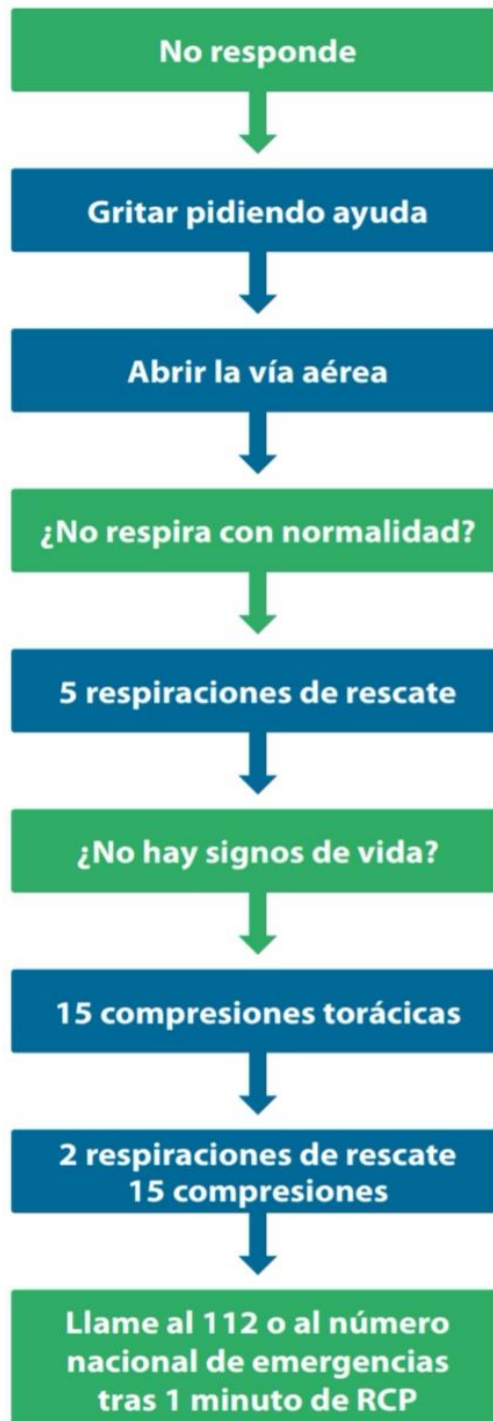 No responde
Gritar pidiendo ayuda
Abrir la vía aérea
¿No respira con normalidad?
5 respiraciones de rescate
¿No hay signos de vida?
15 compresiones torácicas
2 respiraciones de rescate
15 compresiones
Llame al 112 o al número
nacional de emergencias
tras 1 minuto de RCP